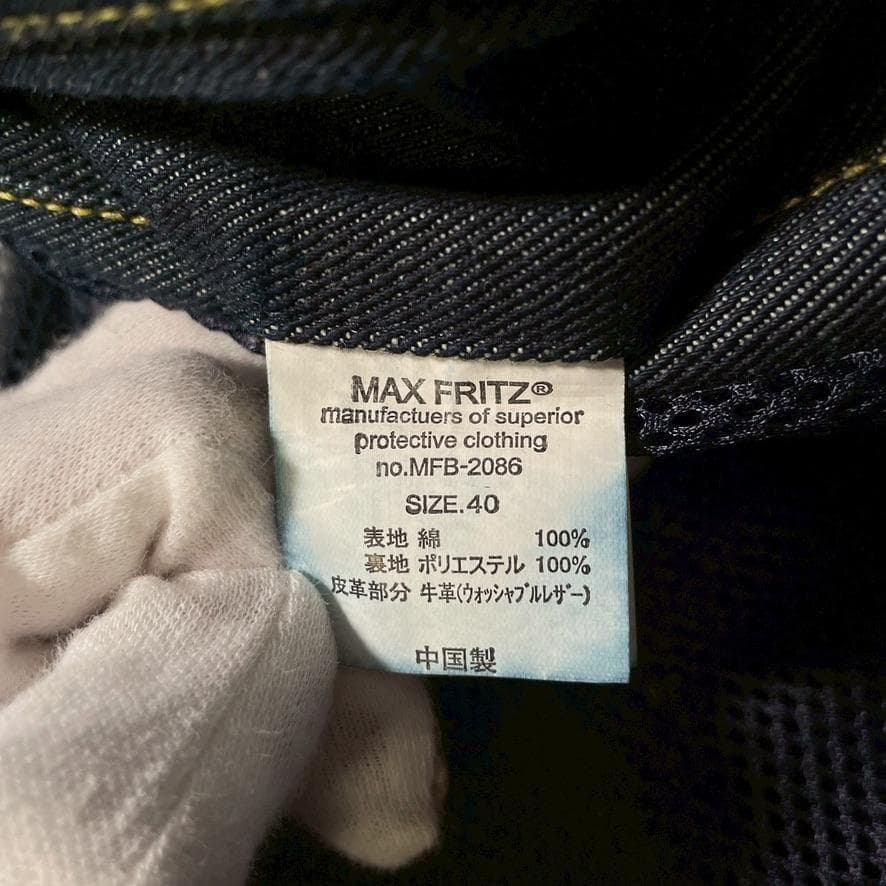 MAX FRITZ®
manufactuers of superior
protective clothing
no.MFB-2086
SIZE.40
表地 綿 100%
裏地 ポリエステル 100%
皮革部分 牛革(ウォッシャブルレザー)
中国製